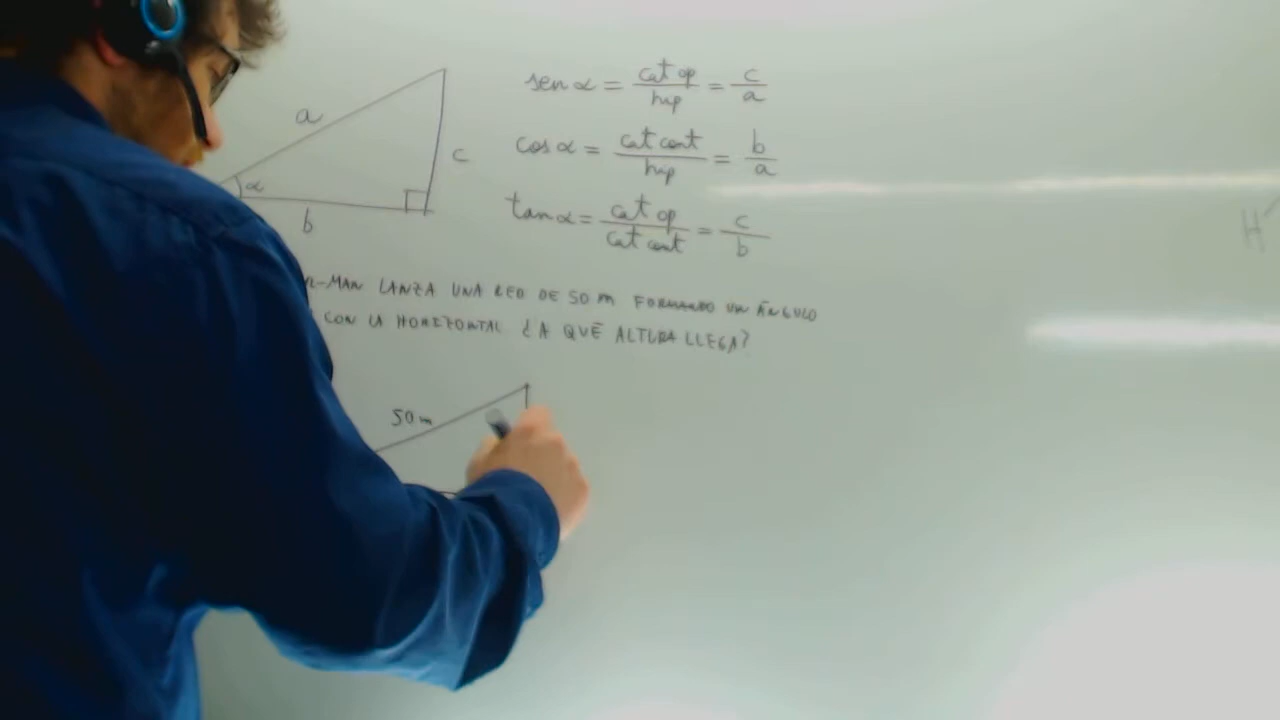 a
c
α
b
sen α = cat op / hip = c / a
cos α = cat cont / hip = b / a
tan α = cat op / cat cont = c / b
-MAN LANZA UNA RED DE 50 m FORMANDO UN ÁNGULO
CON LA HORIZONTAL ¿A QUÉ ALTURA LLEGA?
50 m
H